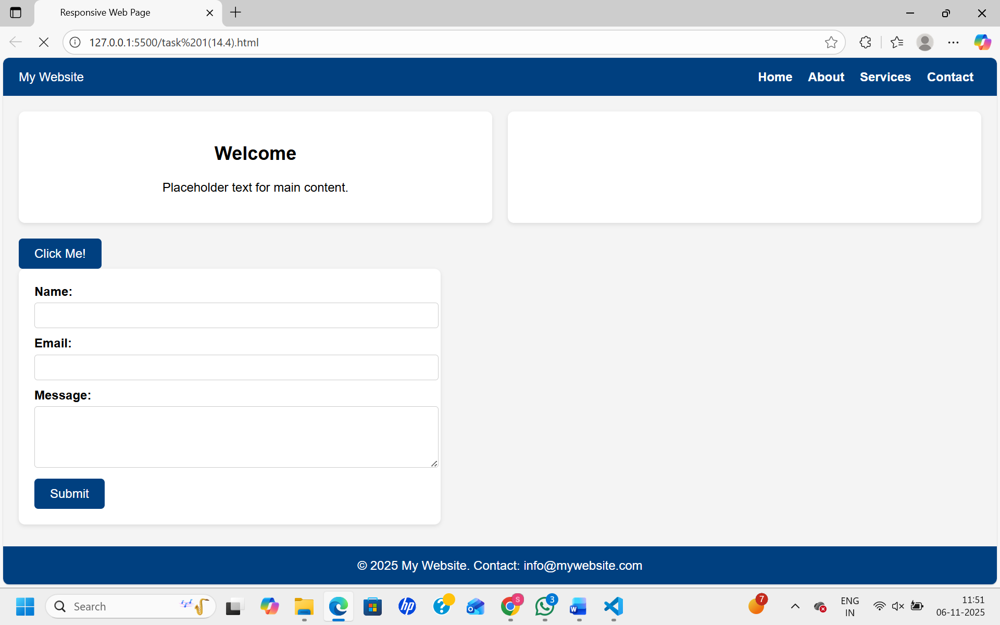 Responsive Web Page
127.0.0.1:5500/task%201(14.4).html
My Website
Home About Services Contact
Welcome
Placeholder text for main content.
Click Me!
Name:
Email:
Message:
Submit
© 2025 My Website. Contact: info@mywebsite.com
Search
hp
?
O
S
3
W
7
ENG
IN
11:51
06-11-2025